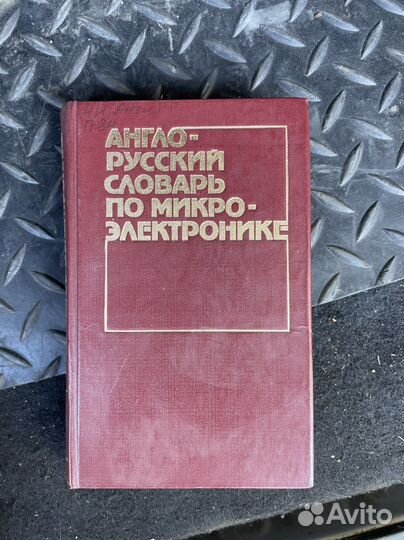 АНГЛО-
РУССКИЙ
СЛОВАРЬ
ПО МИКРО-
ЭЛЕКТРОНИКЕ
Avito